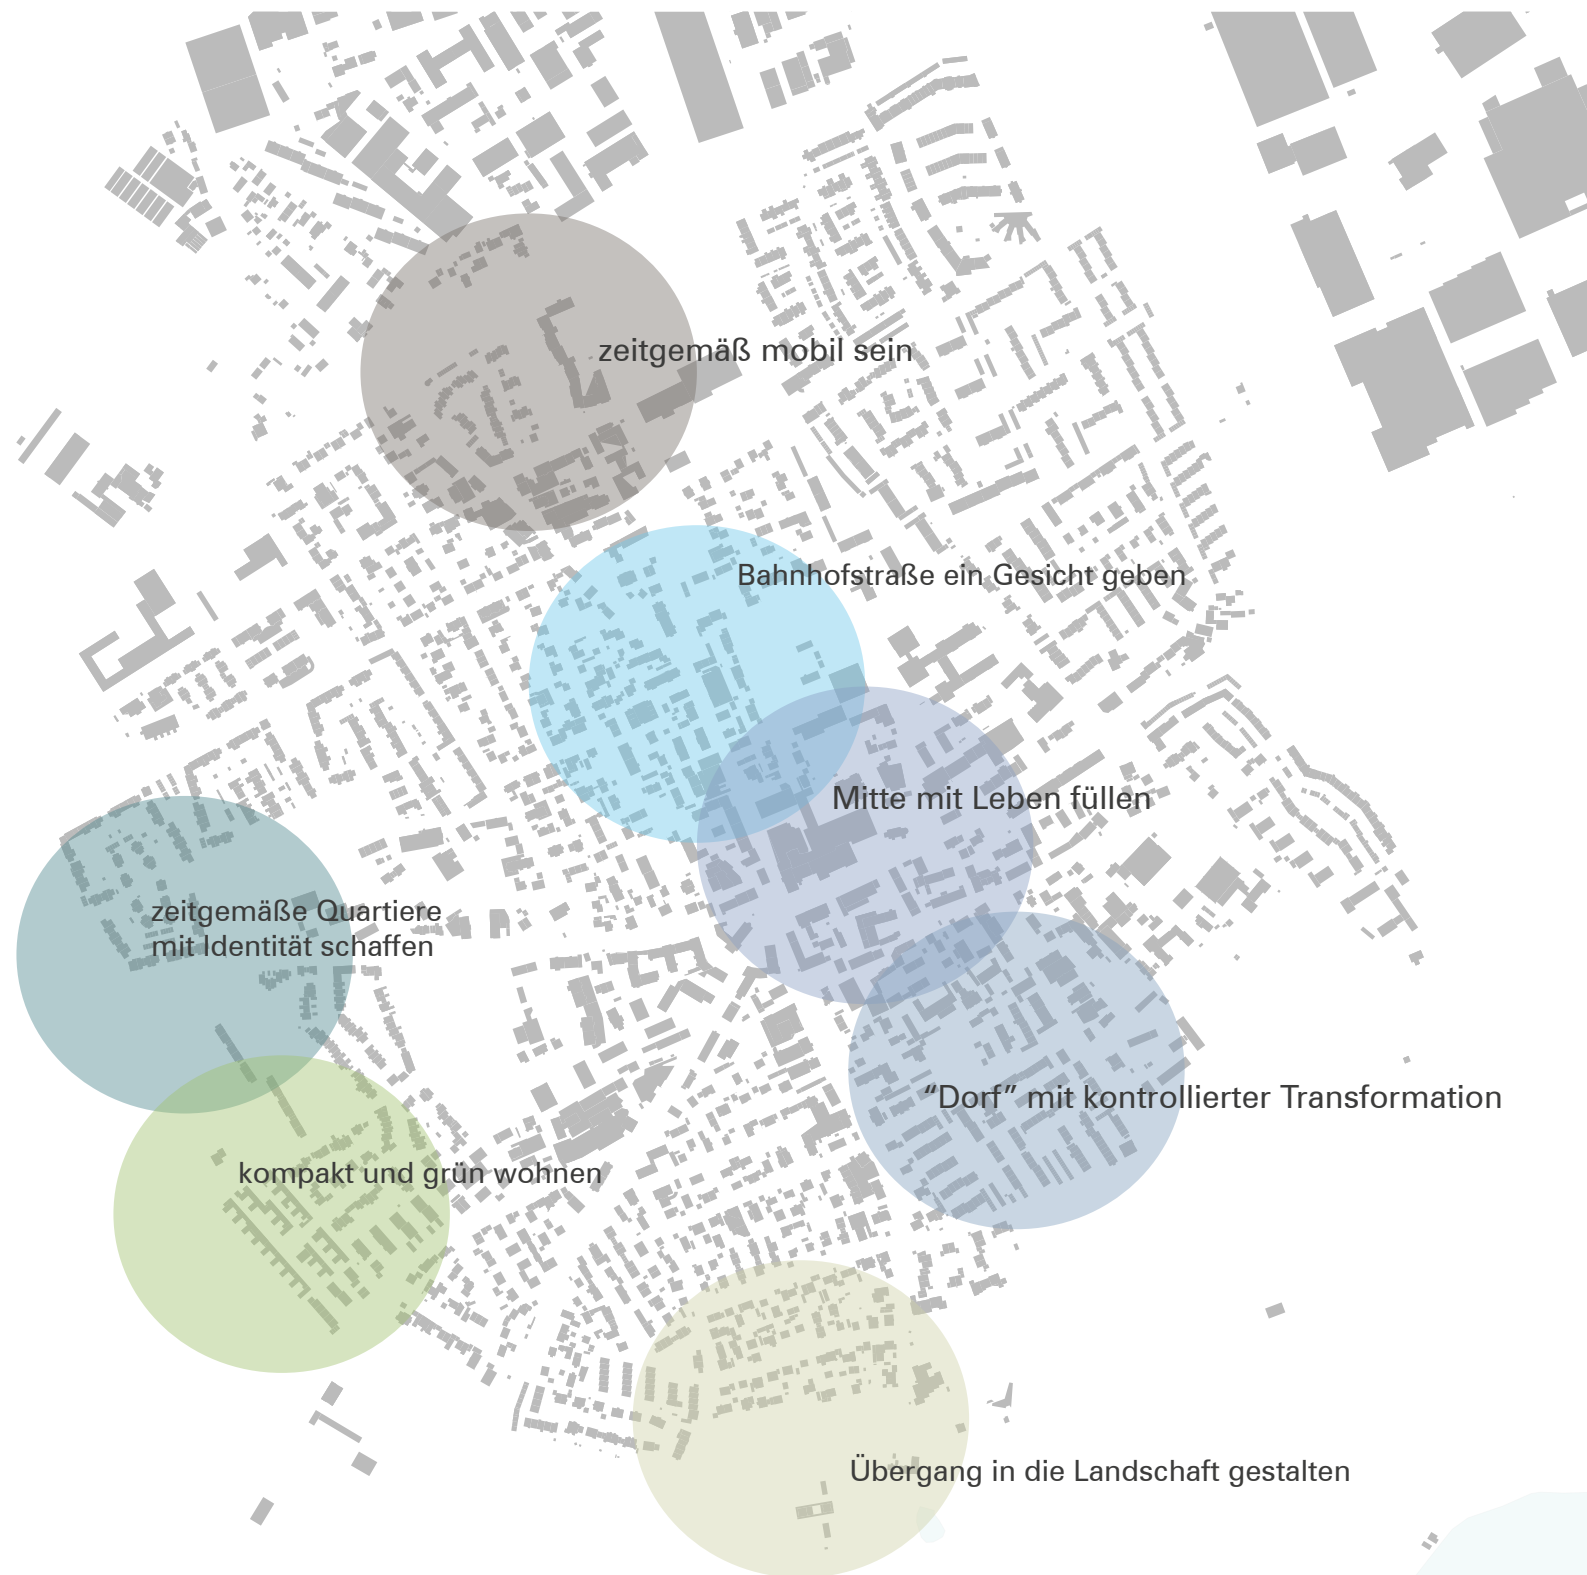 zeitgemäß mobil sein
Bahnhofstraße ein Gesicht geben
Mitte mit Leben füllen
zeitgemäße Quartiere
mit Identität schaffen
“Dorf” mit kontrollierter Transformation
kompakt und grün wohnen
Übergang in die Landschaft gestalten